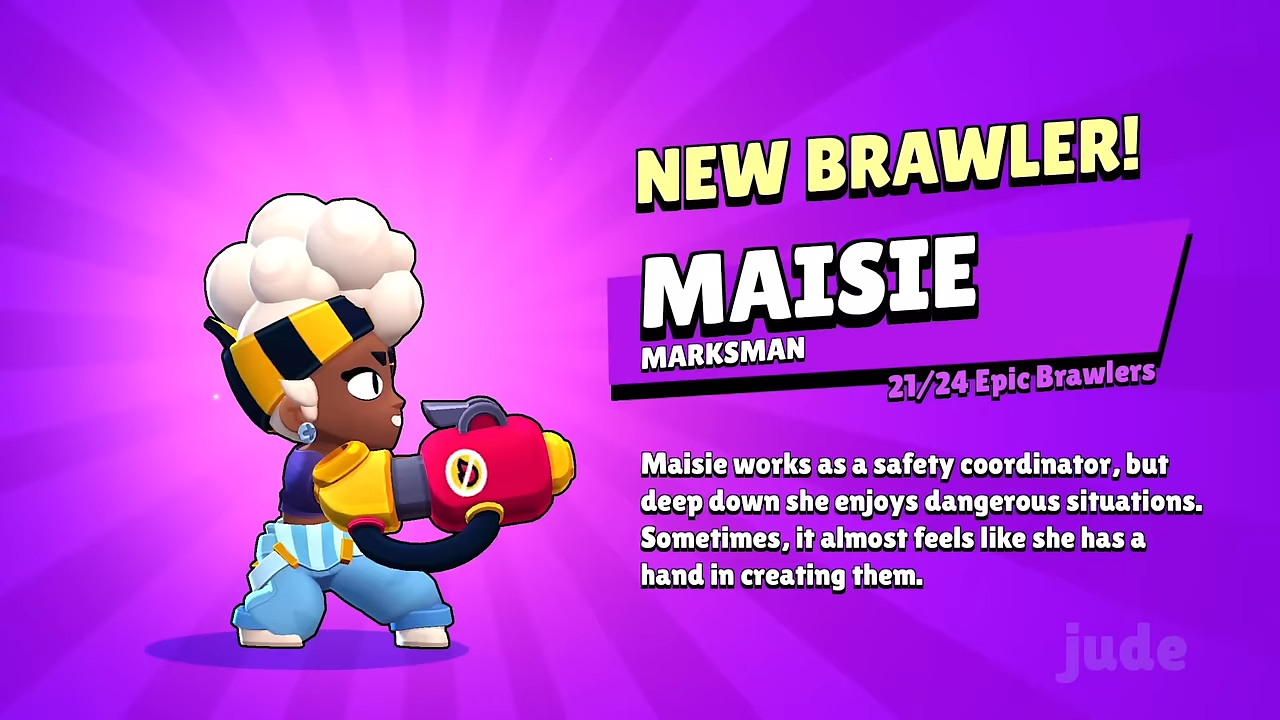 NEW BRAWLER!
MAISIE
MARKSMAN
21/24 Epic Brawlers
Maisie works as a safety coordinator, but
deep down she enjoys dangerous situations.
Sometimes, it almost feels like she has a
hand in creating them.
jude